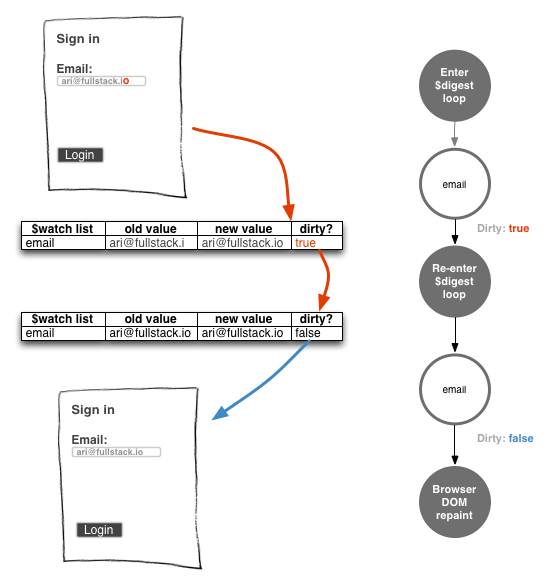 Sign in
Email:
ari@fullstack.io
Login
$watch list old value new value dirty?
email ari@fullstack.i ari@fullstack.io true
$watch list old value new value dirty?
email ari@fullstack.io ari@fullstack.io false
Sign in
Email:
ari@fullstack.io
Login
Enter
$digest
loop
email
Dirty: true
Re-enter
$digest
loop
email
Dirty: false
Browser
DOM
repaint